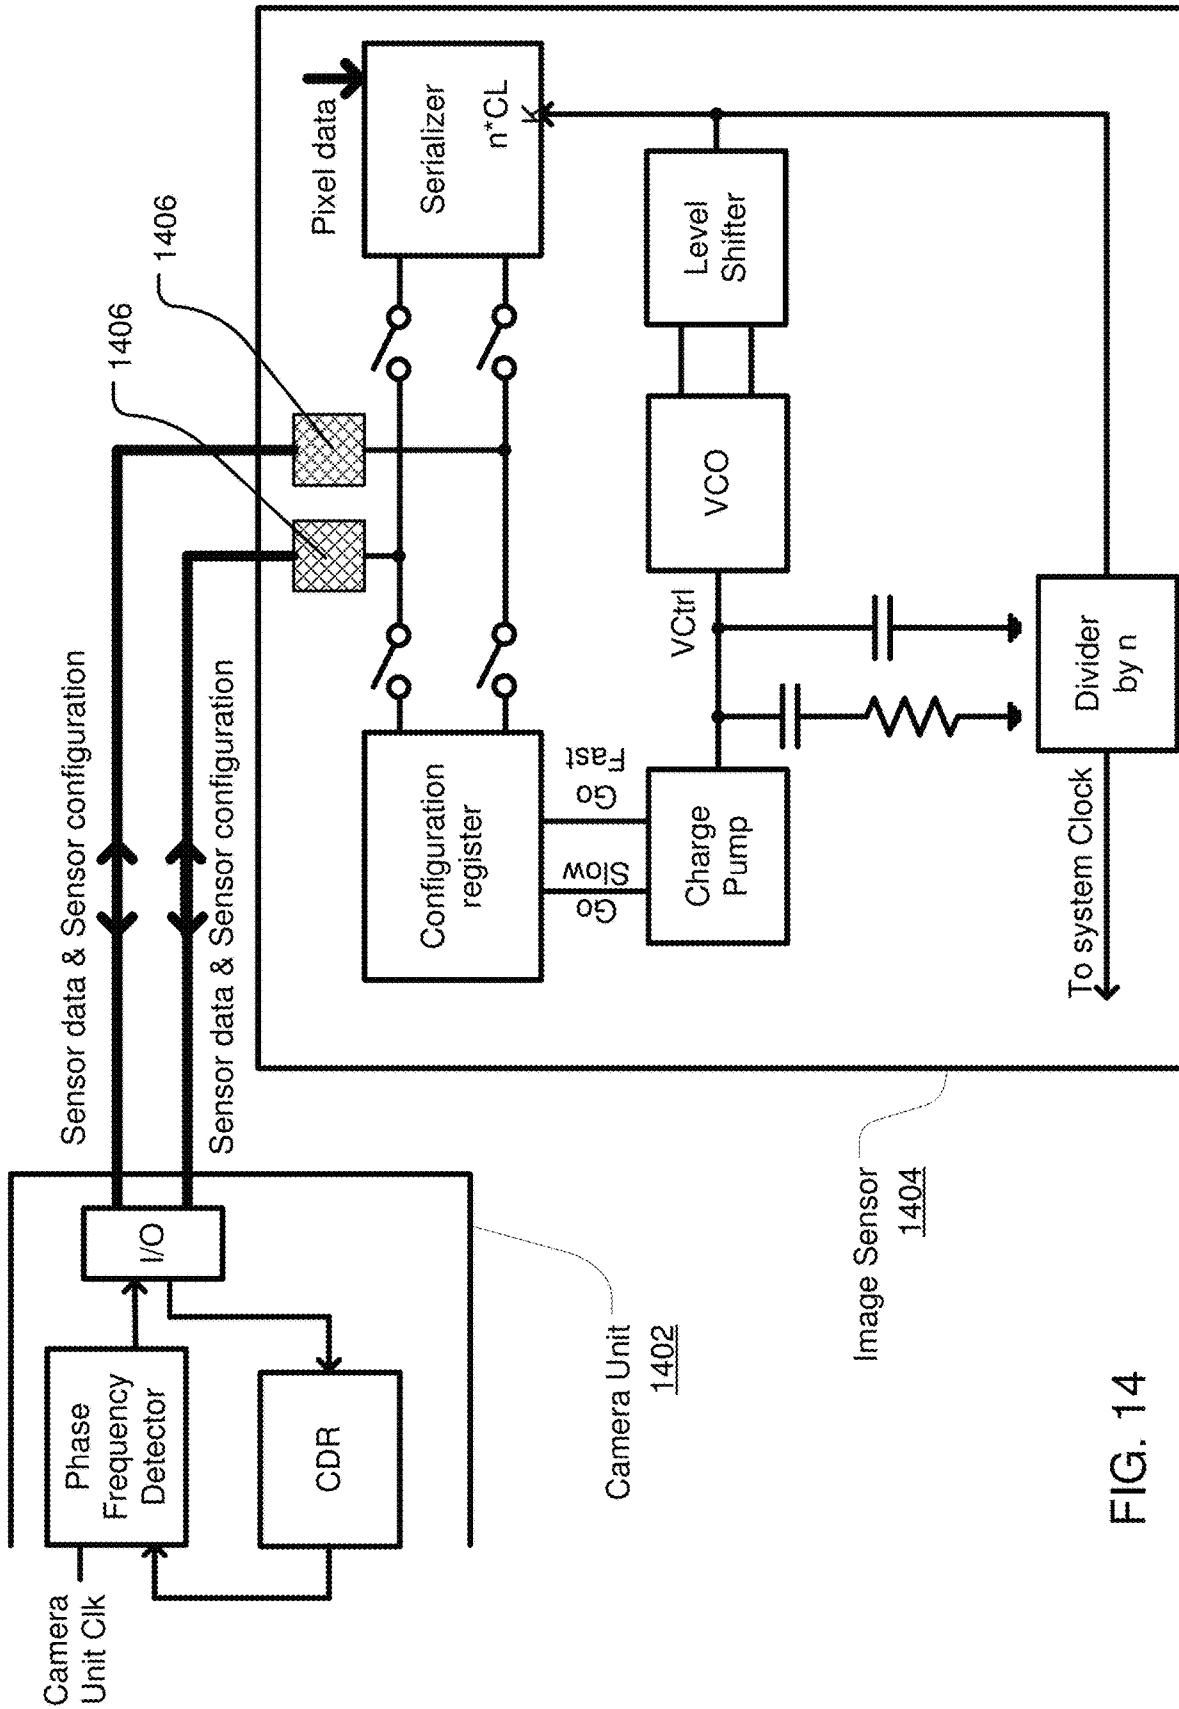 Camera
Unit Clk
Phase
Frequency
Detector
I/O
CDR
Camera Unit
1402
Sensor data & Sensor configuration
Sensor data & Sensor configuration
1406
1406
Pixel data
Configuration
register
Serializer
n*CL
K
Go Slow
Go Fast
Charge
Pump
VCtrl
VCO
Level
Shifter
Divider
by n
To system Clock
Image Sensor
1404
FIG. 14